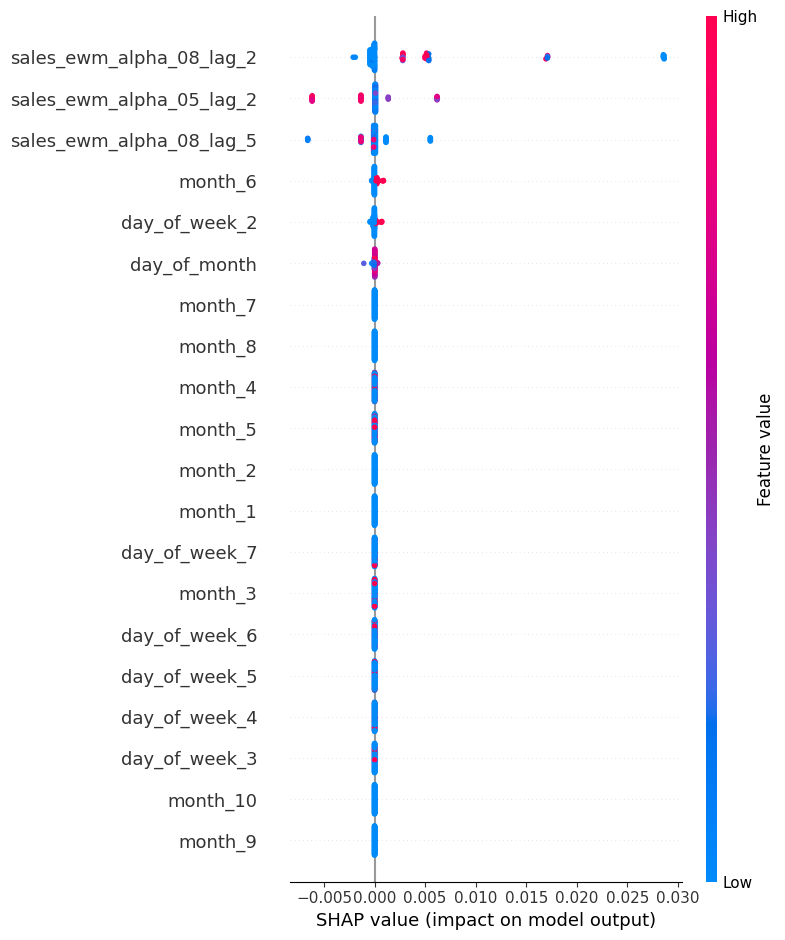 High
sales_ewm_alpha_08_lag_2
sales_ewm_alpha_05_lag_2
sales_ewm_alpha_08_lag_5
month_6
day_of_week_2
day_of_month
month_7
month_8
month_4
month_5
month_2
month_1
day_of_week_7
month_3
day_of_week_6
day_of_week_5
day_of_week_4
day_of_week_3
month_10
month_9
Feature value
Low
−0.005 0.000 0.005 0.010 0.015 0.020 0.025 0.030
SHAP value (impact on model output)